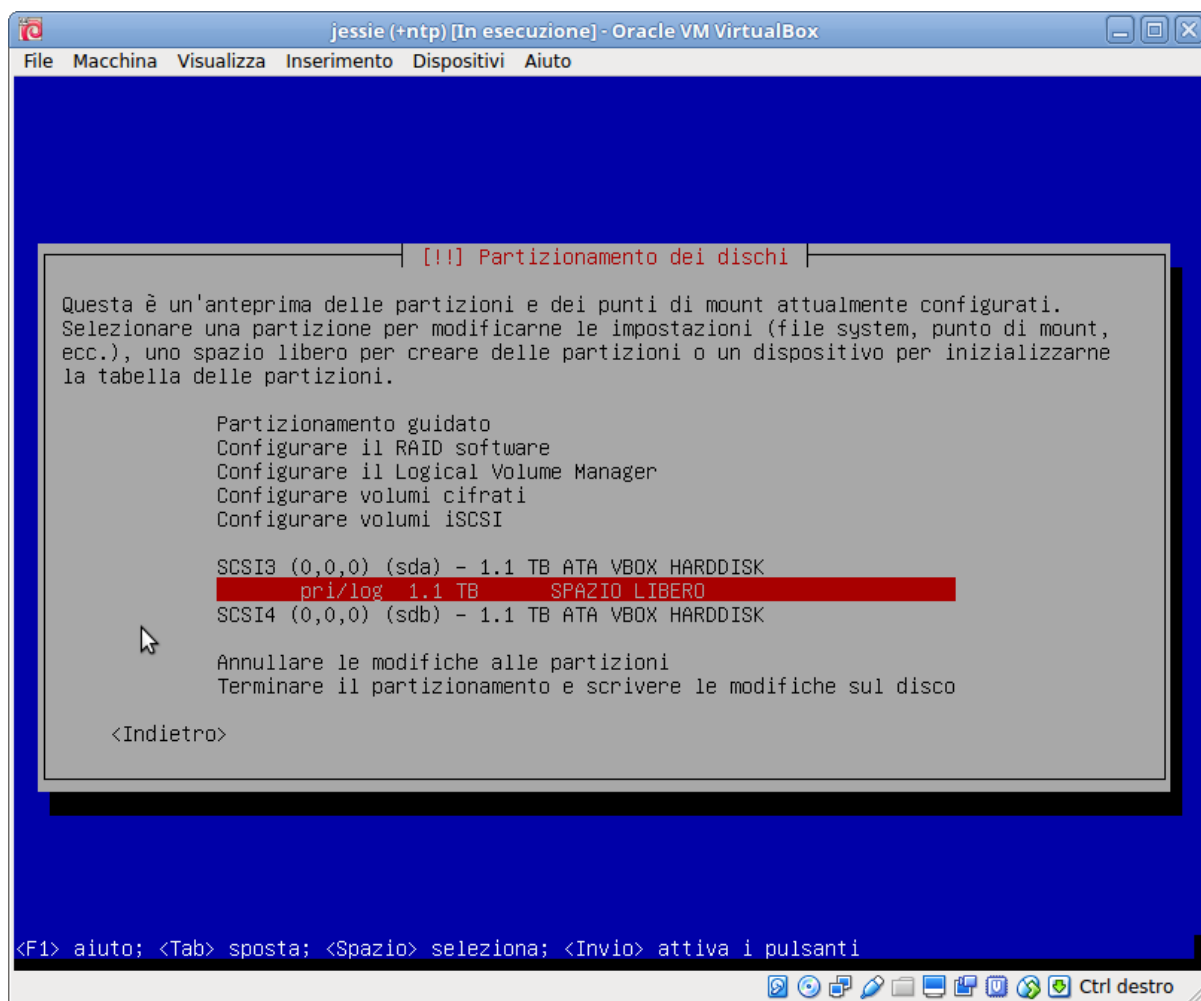 jessie (+ntp) [In esecuzione] - Oracle VM VirtualBox
File Macchina Visualizza Inserimento Dispositivi Aiuto
[!!] Partizionamento dei dischi
Questa è un'anteprima delle partizioni e dei punti di mount attualmente configurati.
Selezionare una partizione per modificarne le impostazioni (file system, punto di mount,
ecc.), uno spazio libero per creare delle partizioni o un dispositivo per inizializzarne
la tabella delle partizioni.
Partizionamento guidato
Configurare il RAID software
Configurare il Logical Volume Manager
Configurare volumi cifrati
Configurare volumi iSCSI
SCSI3 (0,0,0) (sda) - 1.1 TB ATA VBOX HARDDISK
pri/log 1.1 TB SPAZIO LIBERO
SCSI4 (0,0,0) (sdb) - 1.1 TB ATA VBOX HARDDISK
Annullare le modifiche alle partizioni
Terminare il partizionamento e scrivere le modifiche sul disco
<Indietro>
<F1> aiuto; <Tab> sposta; <Spazio> seleziona; <Invio> attiva i pulsanti
Ctrl destro